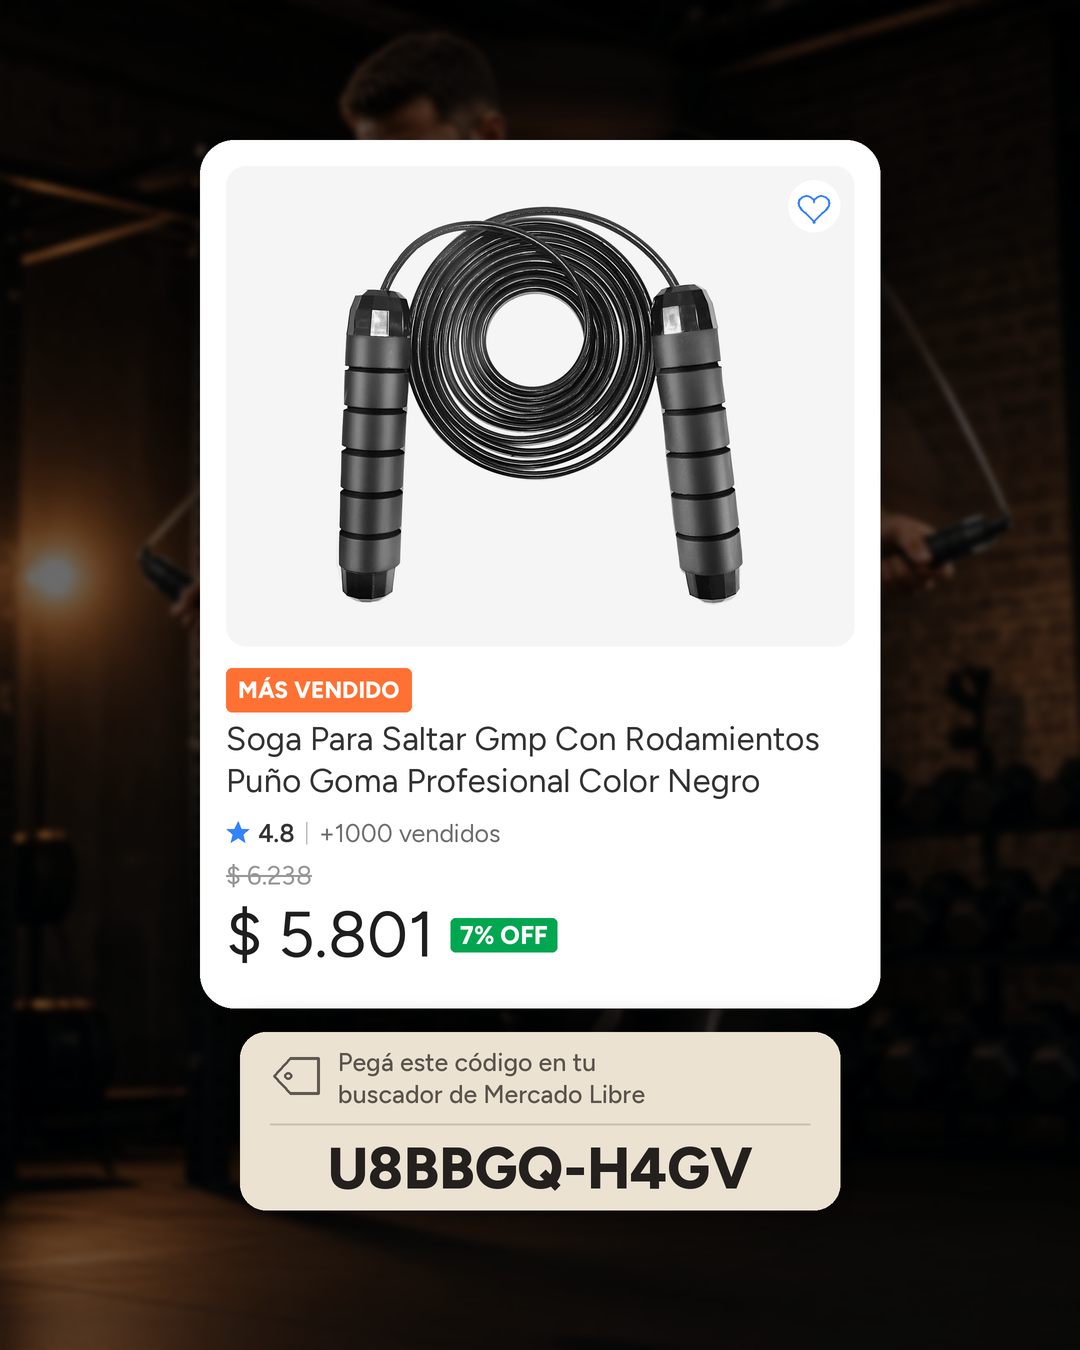 MÁS VENDIDO
Soga Para Saltar Gmp Con Rodamientos
Puño Goma Profesional Color Negro
4.8 | +1000 vendidos
$ 6.238
$ 5.801 7% OFF
Pegá este código en tu
buscador de Mercado Libre
U8BBGQ-H4GV